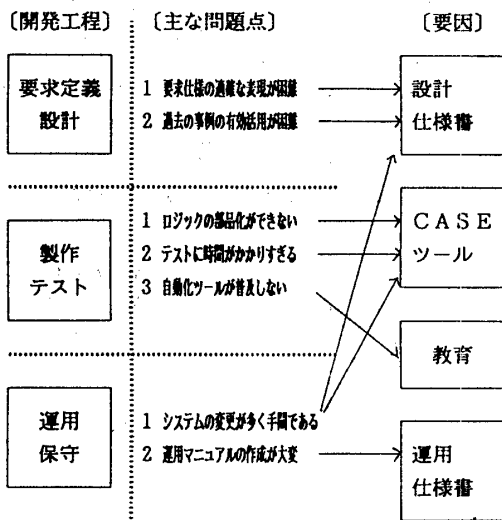 〔開発工程〕 〔主な問題点〕 〔要因〕
要求定義
設計
1 要求仕様の適確な表現が困難
2 過去の事例の有効活用が困難
設計
仕様書
製作
テスト
1 ロジックの部品化ができない
2 テストに時間がかかりすぎる
3 自動化ツールが普及しない
CASE
ツール
教育
運用
保守
1 システムの変更が多く手間である
2 運用マニュアルの作成が大変
運用
仕様書